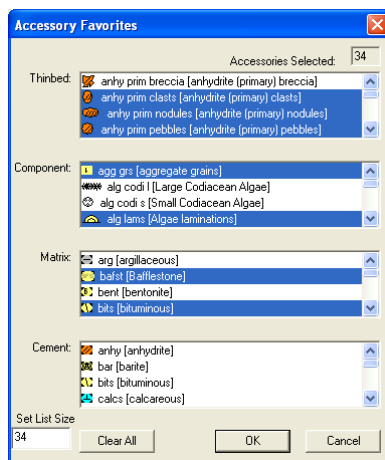 Accessory Favorites
Accessories Selected: 34
Thinbed:
anhy prim breccia [anhydrite (primary) breccia]
anhy prim clasts [anhydrite (primary) clasts]
anhy prim nodules [anhydrite (primary) nodules]
anhy prim pebbles [anhydrite (primary) pebbles]
Component:
agg grs [aggregate grains]
alg codi l [Large Codiacean Algae]
alg codi s [Small Codiacean Algae]
alg lams [Algae laminations]
Matrix:
arg [argillaceous]
bafst [Bafflestone]
bent [bentonite]
bits [bituminous]
Cement:
anhy [anhydrite]
bar [barite]
bits [bituminous]
calcs [calcareous]
Set List Size
34
Clear All
OK
Cancel